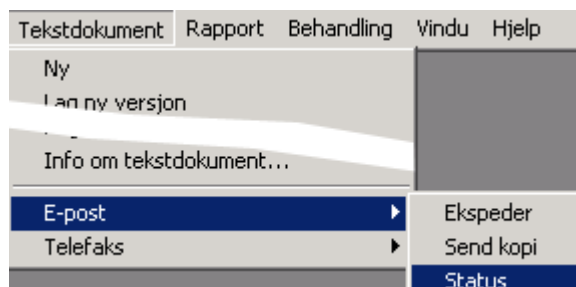 Tekstdokument Rapport Behandling Vindu Hjelp
Ny
Lag ny versjon
Info om tekstdokument...
E-post Ekspeder
Telefaks Send kopi
Status